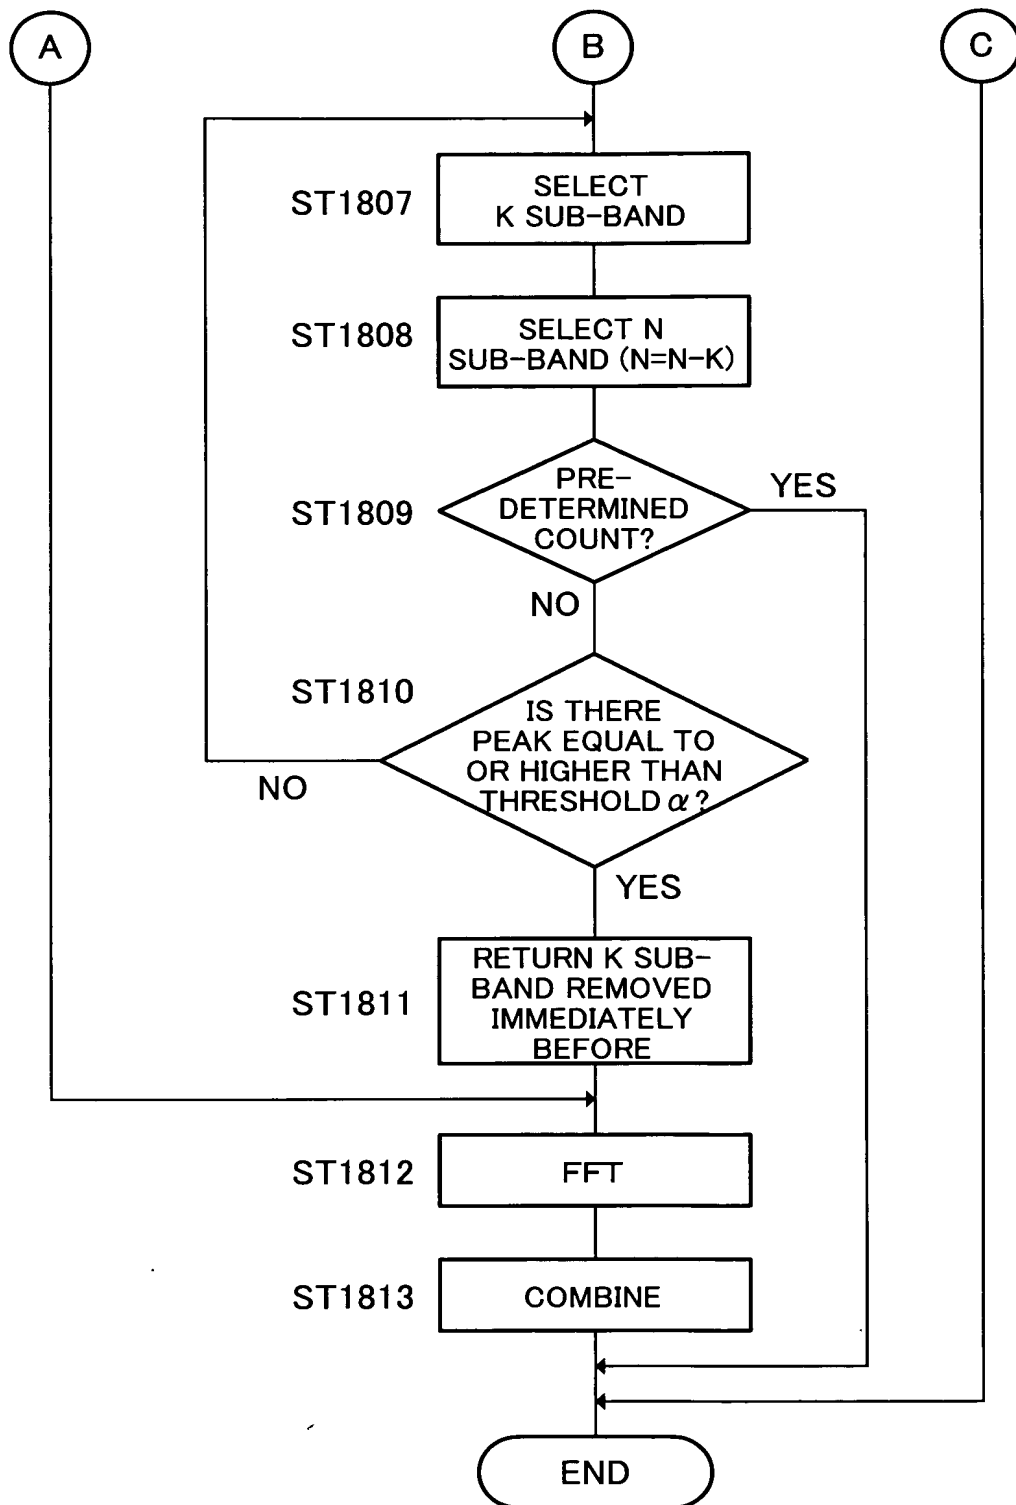 A
B
C
ST1807
SELECT
K SUB-BAND
ST1808
SELECT N
SUB-BAND (N=N-K)
ST1809
PRE-
DETERMINED
COUNT?
YES
NO
ST1810
IS THERE
PEAK EQUAL TO
OR HIGHER THAN
THRESHOLD α?
NO
YES
ST1811
RETURN K SUB-
BAND REMOVED
IMMEDIATELY
BEFORE
ST1812
FFT
ST1813
COMBINE
END